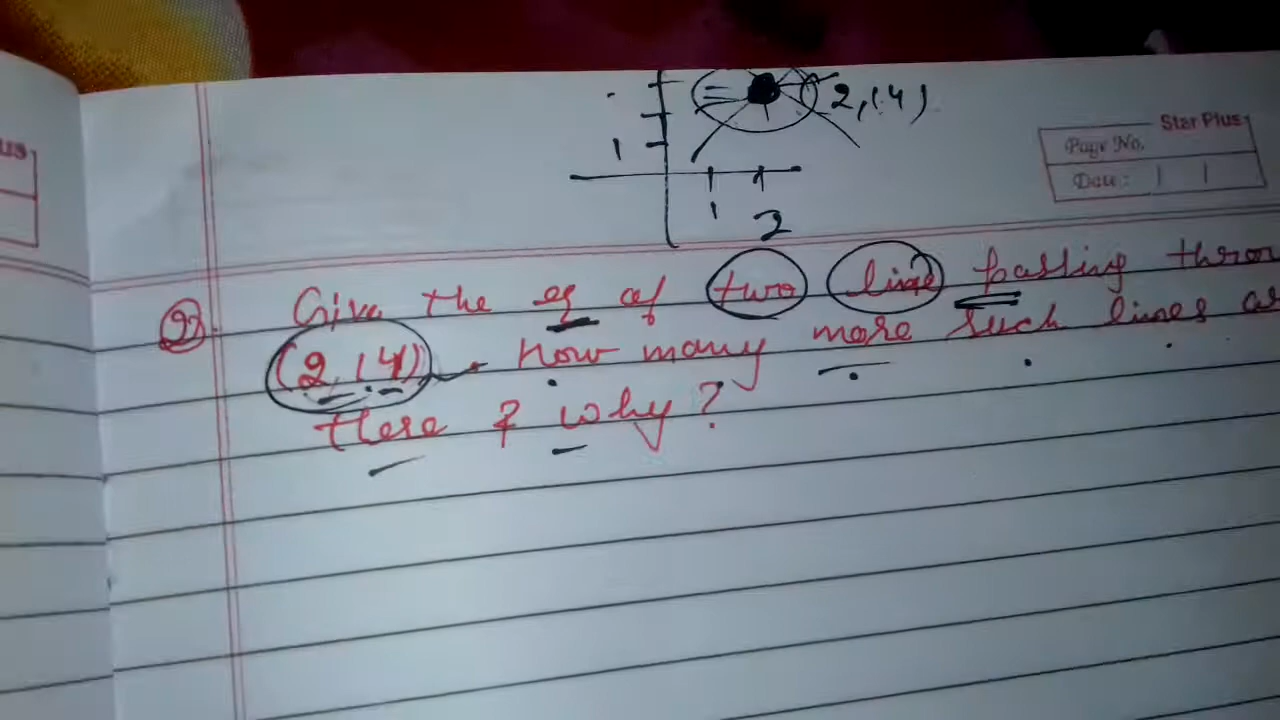 2,(4)
1
1
2
Star Plus
Page No.
Date :
Q2. Give the eq of two line passing throu
(2,14) . How many more such lines ar
there & why?